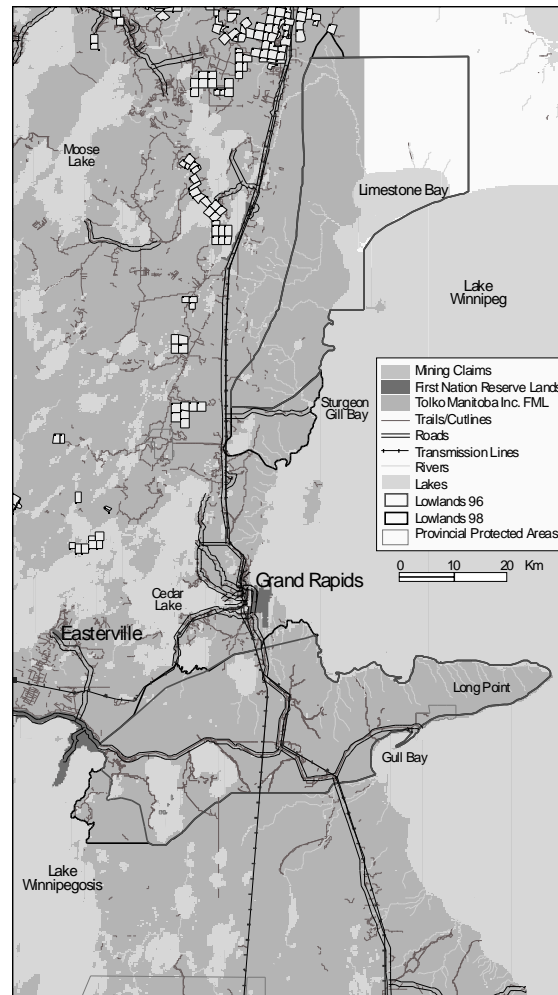 Moose
Lake
Limestone Bay
Lake
Winnipeg
Mining Claims
First Nation Reserve Lands
Tolko Manitoba Inc. FML
Trails/Cutlines
Roads
Transmission Lines
Rivers
Lakes
Lowlands 96
Lowlands 98
Provincial Protected Areas
0 10 20 Km
Sturgeon
Gill Bay
Grand Rapids
Cedar
Lake
Easterville
Long Point
Gull Bay
Lake
Winnipegosis